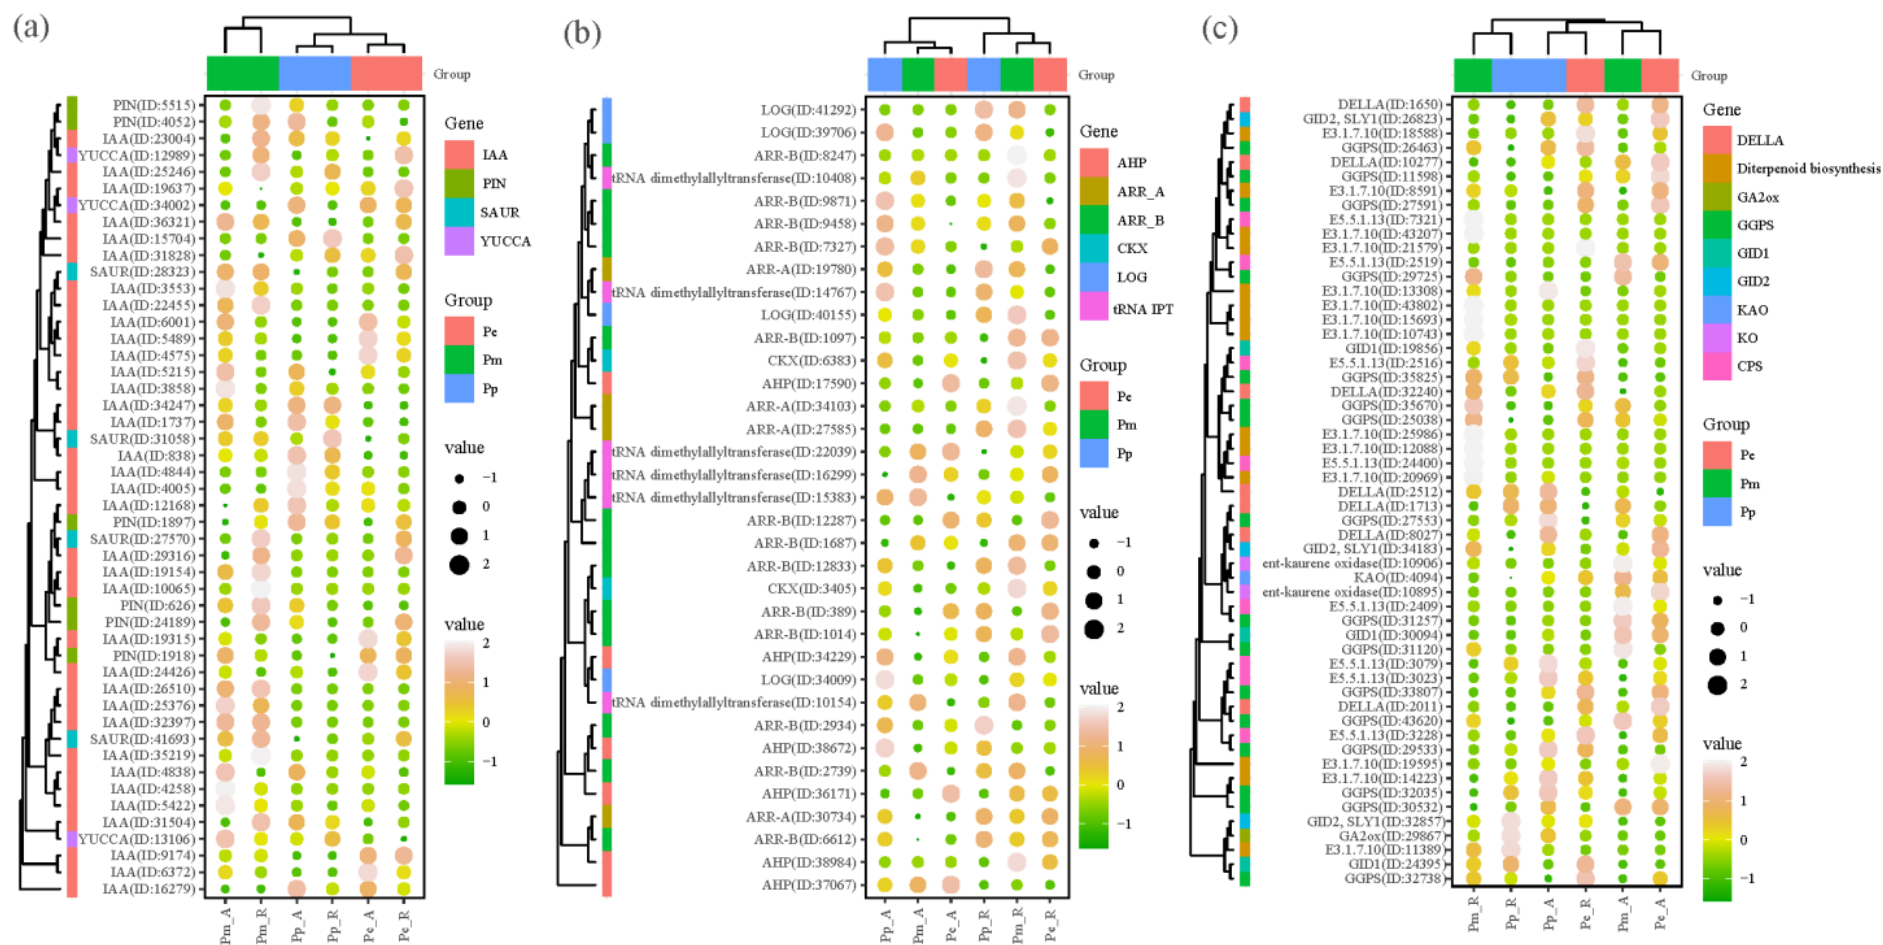 (a)
Group
PIN(ID:5515)
PIN(ID:4052)
IAA(ID:23004)
YUCCA(ID:12989)
IAA(ID:25246)
IAA(ID:19637)
YUCCA(ID:34002)
IAA(ID:36321)
IAA(ID:15704)
IAA(ID:31828)
SAUR(ID:28323)
IAA(ID:3553)
IAA(ID:22455)
IAA(ID:6001)
IAA(ID:5489)
IAA(ID:4575)
IAA(ID:5215)
IAA(ID:3858)
IAA(ID:34247)
IAA(ID:1737)
SAUR(ID:31058)
IAA(ID:838)
IAA(ID:4844)
IAA(ID:4005)
IAA(ID:12168)
PIN(ID:1897)
SAUR(ID:27570)
IAA(ID:29316)
IAA(ID:19154)
IAA(ID:10065)
PIN(ID:626)
PIN(ID:24189)
IAA(ID:19315)
PIN(ID:1918)
IAA(ID:24426)
IAA(ID:26510)
IAA(ID:25376)
IAA(ID:32397)
SAUR(ID:41693)
IAA(ID:35219)
IAA(ID:4838)
IAA(ID:4258)
IAA(ID:5422)
IAA(ID:31504)
YUCCA(ID:13106)
IAA(ID:9174)
IAA(ID:6372)
IAA(ID:16279)
Pm_A
Pm_R
Pp_A
Pp_R
Pe_A
Pe_R
Gene
IAA
PIN
SAUR
YUCCA
Group
Pe
Pm
Pp
value
−1
0
1
2
value
2
1
0
−1
(b)
Group
LOG(ID:41292)
LOG(ID:39706)
ARR-B(ID:8247)
tRNA dimethylallyltransferase(ID:10408)
ARR-B(ID:9871)
ARR-B(ID:9458)
ARR-B(ID:7327)
ARR-A(ID:19780)
tRNA dimethylallyltransferase(ID:14767)
LOG(ID:40155)
ARR-B(ID:1097)
CKX(ID:6383)
AHP(ID:17590)
ARR-A(ID:34103)
ARR-A(ID:27585)
tRNA dimethylallyltransferase(ID:22039)
tRNA dimethylallyltransferase(ID:16299)
tRNA dimethylallyltransferase(ID:15383)
ARR-B(ID:12287)
ARR-B(ID:1687)
ARR-B(ID:12833)
CKX(ID:3405)
ARR-B(ID:389)
ARR-B(ID:1014)
AHP(ID:34229)
LOG(ID:34009)
tRNA dimethylallyltransferase(ID:10154)
ARR-B(ID:2934)
AHP(ID:38672)
ARR-B(ID:2739)
AHP(ID:36171)
ARR-A(ID:30734)
ARR-B(ID:6612)
AHP(ID:38984)
AHP(ID:37067)
Pp_A
Pm_A
Pe_A
Pp_R
Pm_R
Pe_R
Gene
AHP
ARR_A
ARR_B
CKX
LOG
tRNA IPT
Group
Pe
Pm
Pp
value
−1
0
1
2
value
2
1
0
−1
(c)
Group
DELLA(ID:1650)
GID2, SLY1(ID:26823)
E3.1.7.10(ID:18588)
GGPS(ID:26463)
DELLA(ID:10277)
GGPS(ID:11598)
E3.1.7.10(ID:8591)
GGPS(ID:27591)
E5.5.1.13(ID:7321)
E3.1.7.10(ID:43207)
E3.1.7.10(ID:21579)
E5.5.1.13(ID:2519)
GGPS(ID:29725)
E3.1.7.10(ID:13308)
E3.1.7.10(ID:43802)
E3.1.7.10(ID:15693)
E3.1.7.10(ID:10743)
GID1(ID:19856)
E5.5.1.13(ID:2516)
GGPS(ID:35825)
DELLA(ID:32240)
GGPS(ID:35670)
GGPS(ID:25038)
E3.1.7.10(ID:25986)
E3.1.7.10(ID:12088)
E5.5.1.13(ID:24400)
E3.1.7.10(ID:20969)
DELLA(ID:2512)
DELLA(ID:1713)
GGPS(ID:27553)
DELLA(ID:8027)
GID2, SLY1(ID:34183)
ent-kaurene oxidase(ID:10906)
KAO(ID:4094)
ent-kaurene oxidase(ID:10895)
E5.5.1.13(ID:2409)
GGPS(ID:31257)
GID1(ID:30094)
GGPS(ID:31120)
E5.5.1.13(ID:3079)
E5.5.1.13(ID:3023)
GGPS(ID:33807)
DELLA(ID:2011)
GGPS(ID:43620)
E5.5.1.13(ID:3228)
GGPS(ID:29533)
E3.1.7.10(ID:19595)
E3.1.7.10(ID:14223)
GGPS(ID:32035)
GGPS(ID:30532)
GID2, SLY1(ID:32857)
GA2ox(ID:29867)
E3.1.7.10(ID:11389)
GID1(ID:24395)
GGPS(ID:32738)
Pm_R
Pp_R
Pp_A
Pe_R
Pm_A
Pe_A
Gene
DELLA
Diterpenoid biosynthesis
GA2ox
GGPS
GID1
GID2
KAO
KO
CPS
Group
Pe
Pm
Pp
value
−1
0
1
2
value
2
1
0
−1